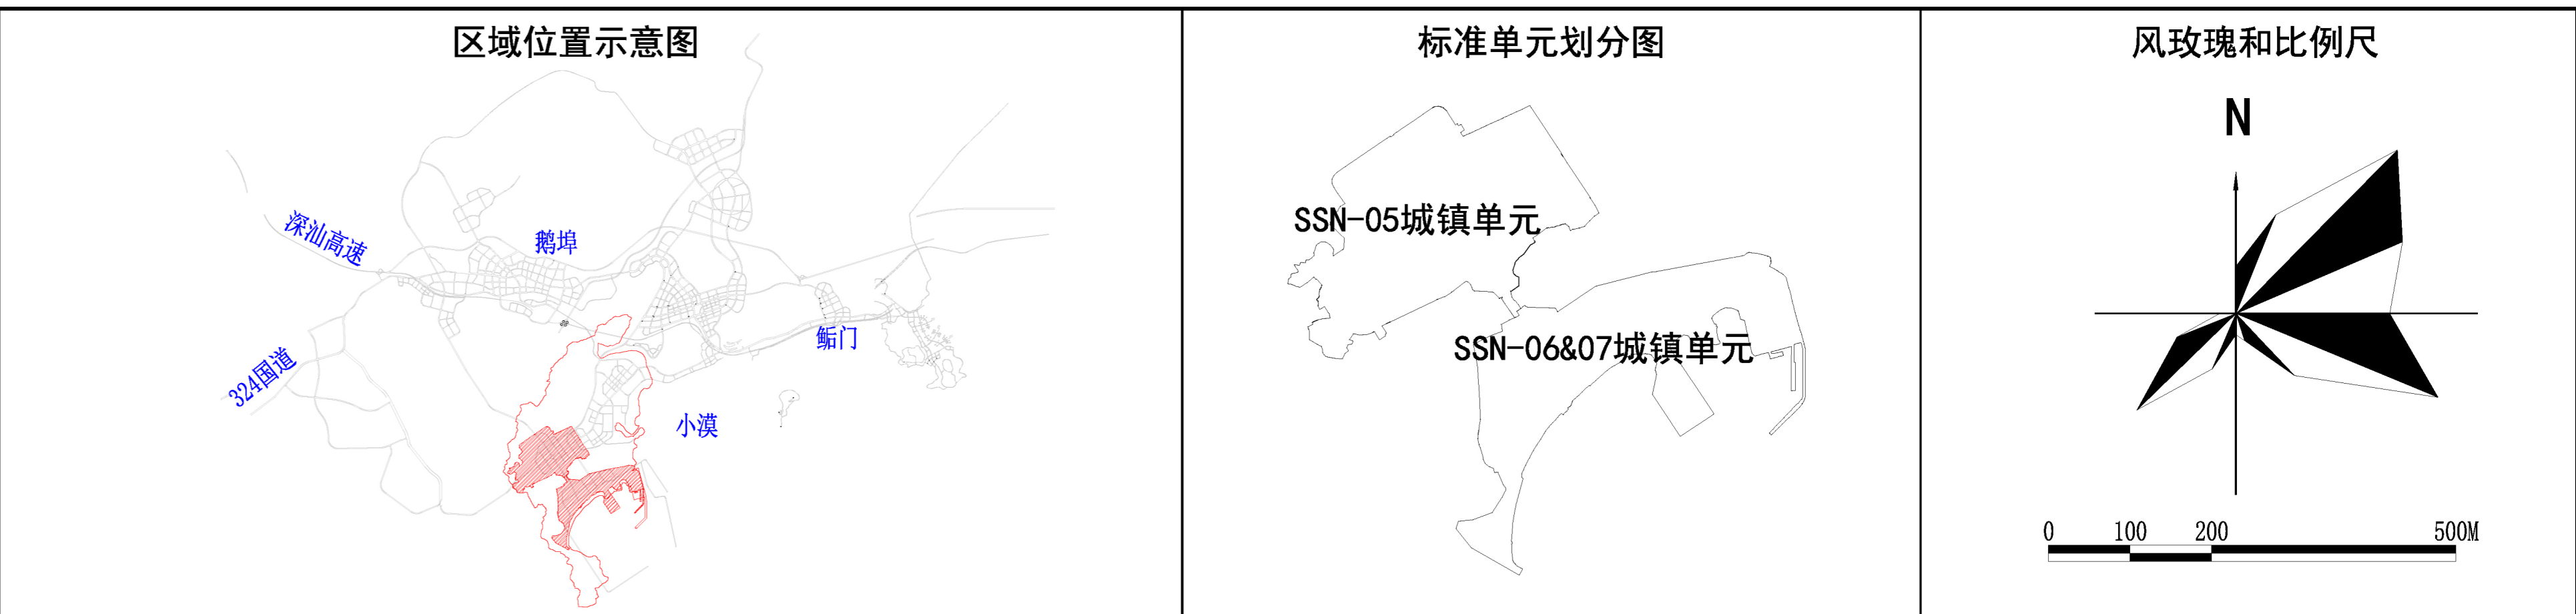 区域位置示意图
深汕高速
鹅埠
324国道
鲘门
小漠
标准单元划分图
SSN-05城镇单元
SSN-06&07城镇单元
风玫瑰和比例尺
N
0 100 200 500M